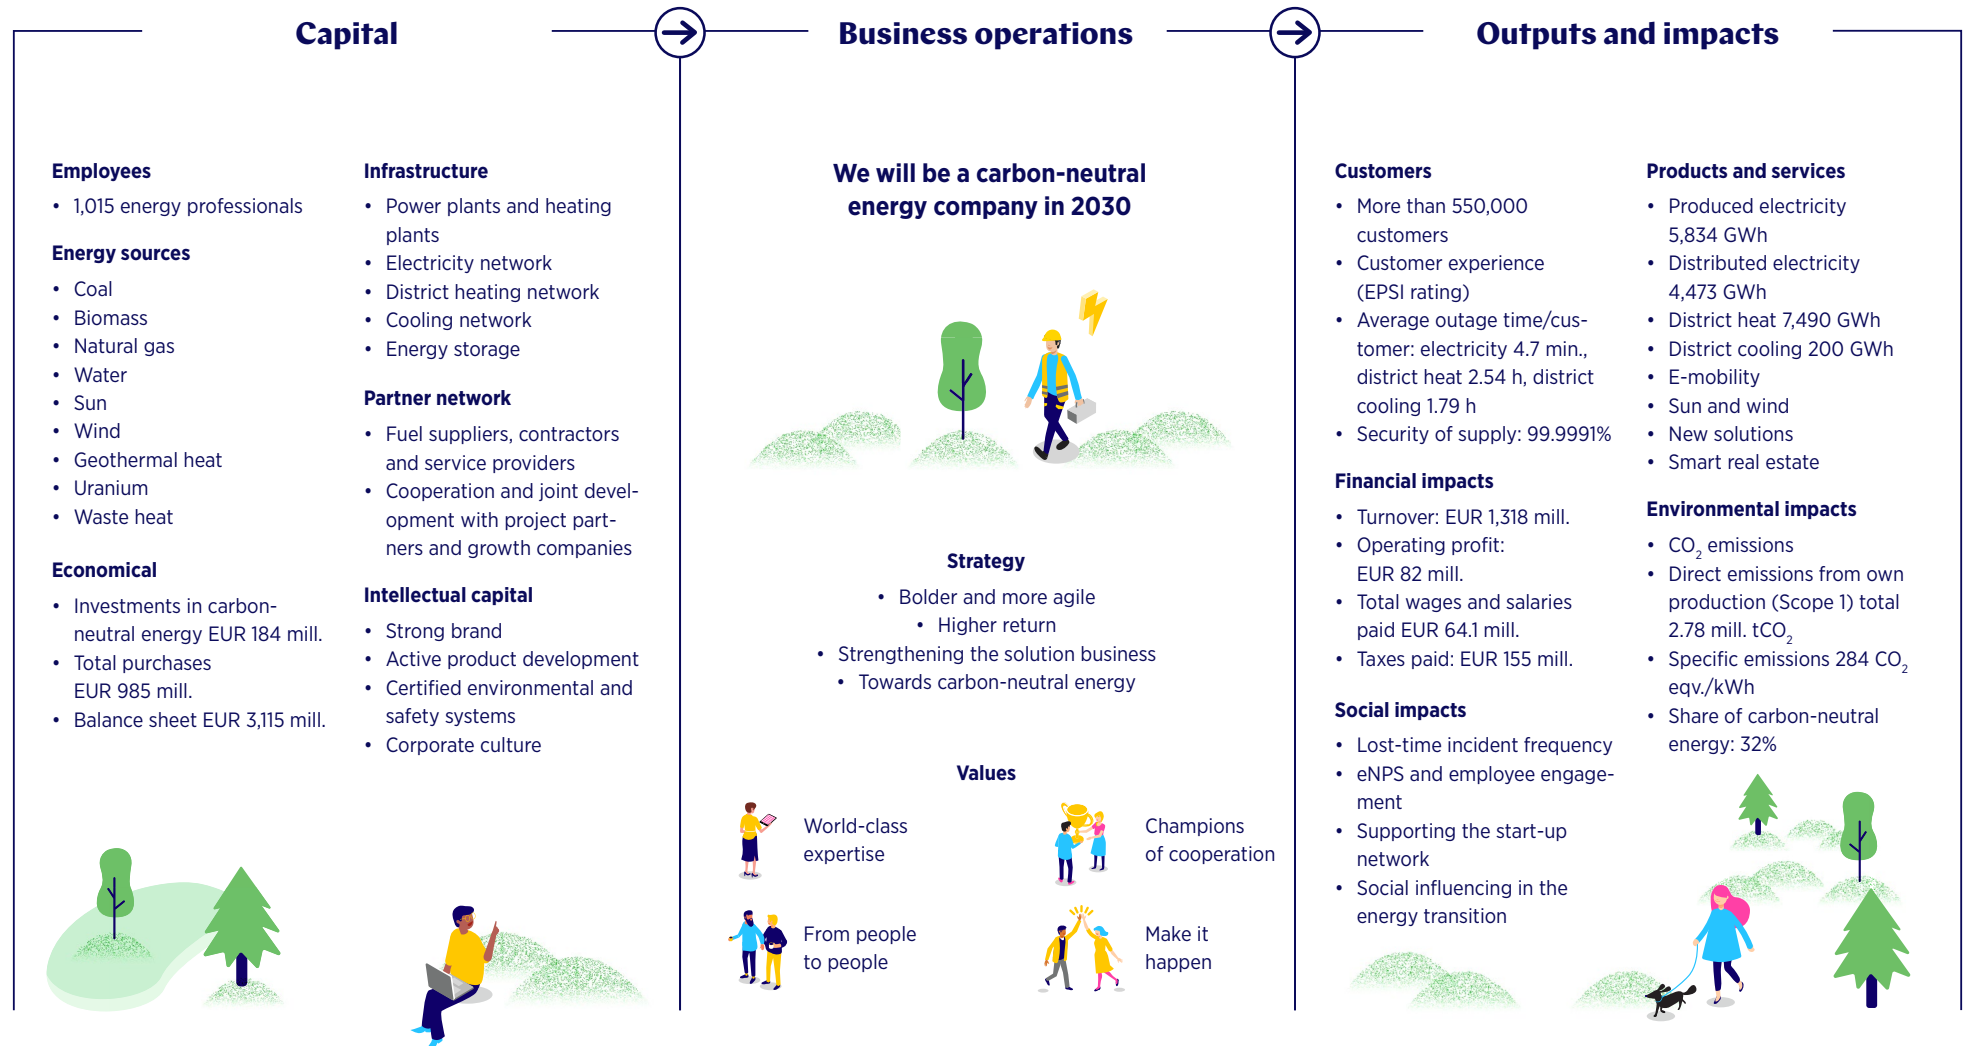 Capital
Employees
• 1,015 energy professionals
Energy sources
• Coal
• Biomass
• Natural gas
• Water
• Sun
• Wind
• Geothermal heat
• Uranium
• Waste heat
Economical
• Investments in carbon-
neutral energy EUR 184 mill.
• Total purchases
EUR 985 mill.
• Balance sheet EUR 3,115 mill.
Infrastructure
• Power plants and heating
plants
• Electricity network
• District heating network
• Cooling network
• Energy storage
Partner network
• Fuel suppliers, contractors
and service providers
• Cooperation and joint devel-
opment with project part-
ners and growth companies
Intellectual capital
• Strong brand
• Active product development
• Certified environmental and
safety systems
• Corporate culture
Business operations
We will be a carbon-neutral
energy company in 2030
Strategy
• Bolder and more agile
• Higher return
• Strengthening the solution business
• Towards carbon-neutral energy
Values
World-class
expertise
Champions
of cooperation
From people
to people
Make it
happen
Outputs and impacts
Customers
• More than 550,000
customers
• Customer experience
(EPSI rating)
• Average outage time/cus-
tomer: electricity 4.7 min.,
district heat 2.54 h, district
cooling 1.79 h
• Security of supply: 99.9991%
Financial impacts
• Turnover: EUR 1,318 mill.
• Operating profit:
EUR 82 mill.
• Total wages and salaries
paid EUR 64.1 mill.
• Taxes paid: EUR 155 mill.
Social impacts
• Lost-time incident frequency
• eNPS and employee engage-
ment
• Supporting the start-up
network
• Social influencing in the
energy transition
Products and services
• Produced electricity
5,834 GWh
• Distributed electricity
4,473 GWh
• District heat 7,490 GWh
• District cooling 200 GWh
• E-mobility
• Sun and wind
• New solutions
• Smart real estate
Environmental impacts
• CO₂ emissions
• Direct emissions from own
production (Scope 1) total
2.78 mill. tCO₂
• Specific emissions 284 CO₂
eqv./kWh
• Share of carbon-neutral
energy: 32%